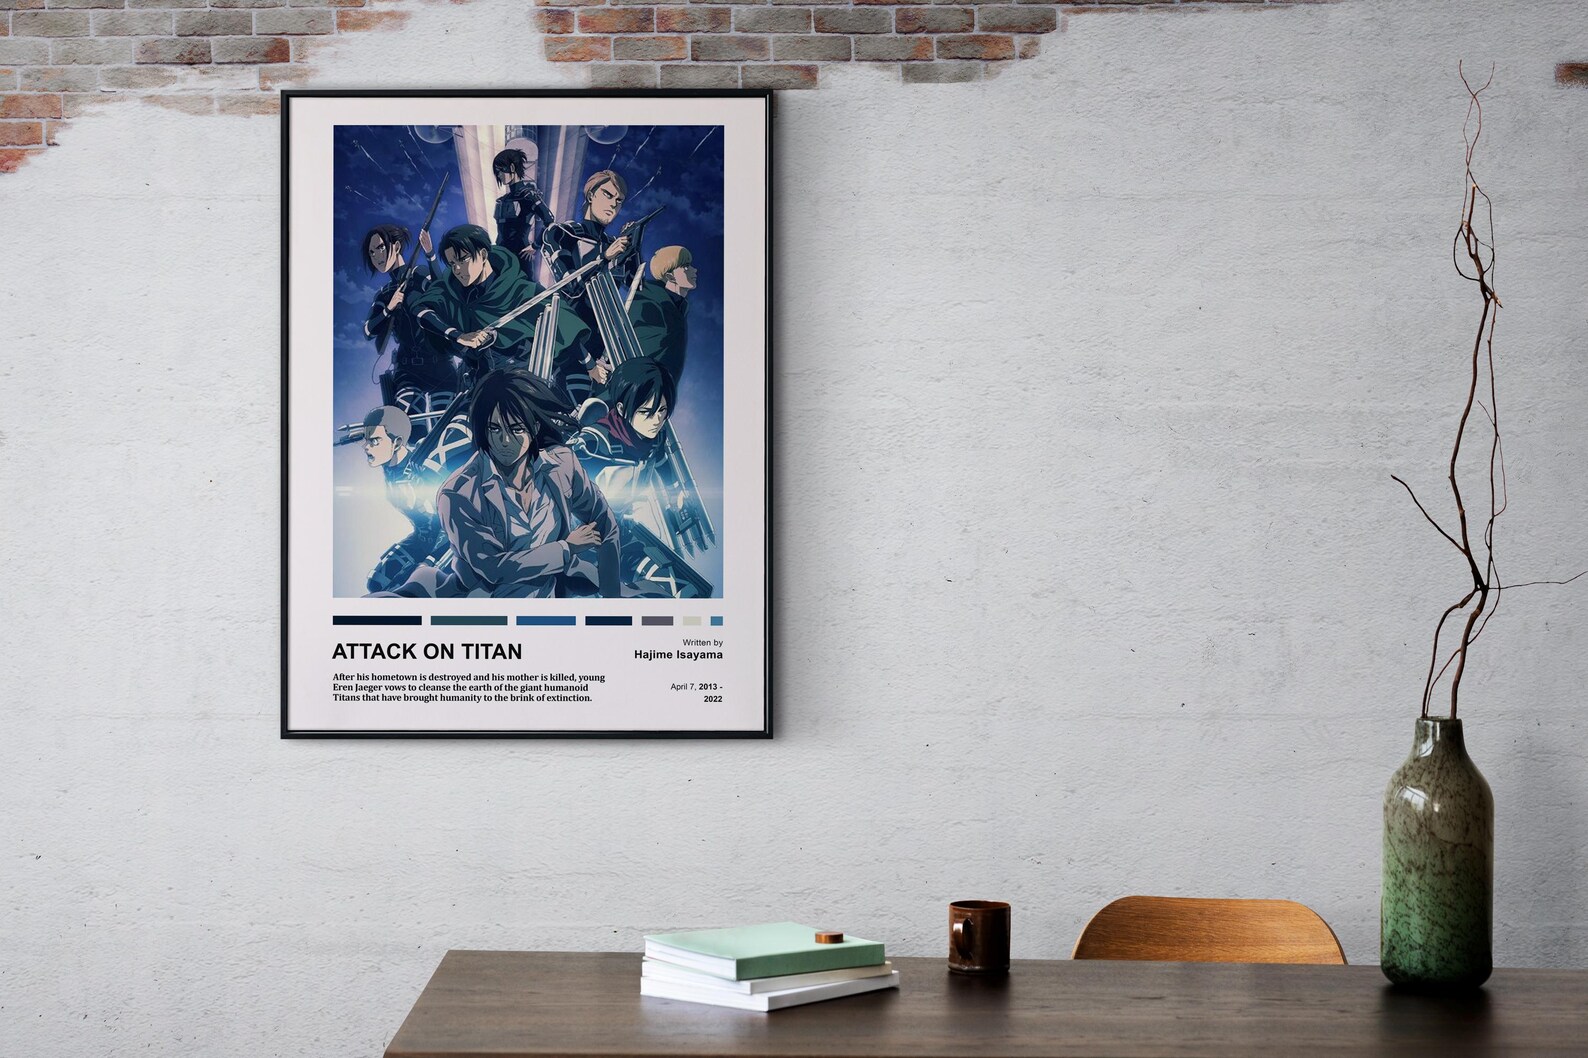 ATTACK ON TITAN
After his hometown is destroyed and his mother is killed, young
Eren Jaeger vows to cleanse the earth of the giant humanoid
Titans that have brought humanity to the brink of extinction.
Written by
Hajime Isayama
April 7, 2013 -
2022